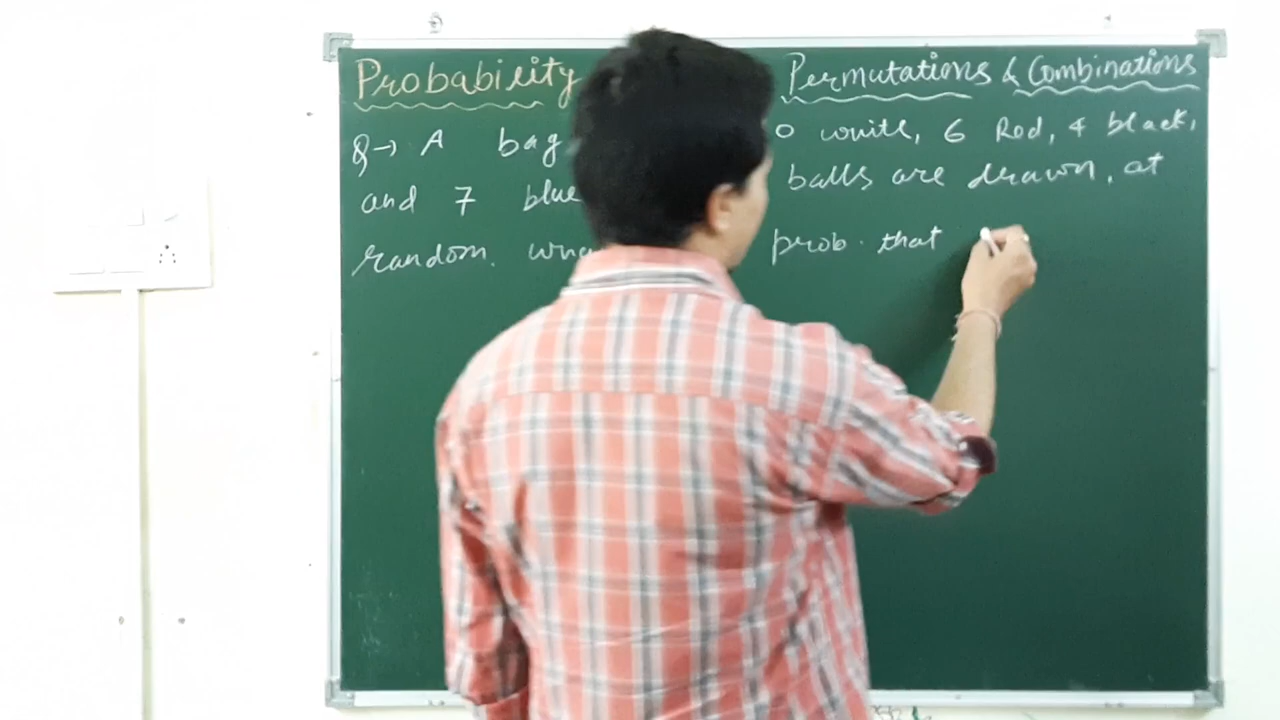 Probability Permutations & Combinations
Q→ A bag 0 white, 6 Red, 4 black,
and 7 blue balls are drawn, at
random. prob. that